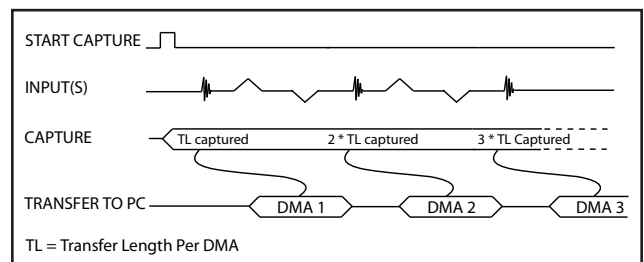 START CAPTURE
INPUT(S)
CAPTURE TL captured 2 * TL captured 3 * TL Captured
TRANSFER TO PC DMA 1 DMA 2 DMA 3
TL = Transfer Length Per DMA